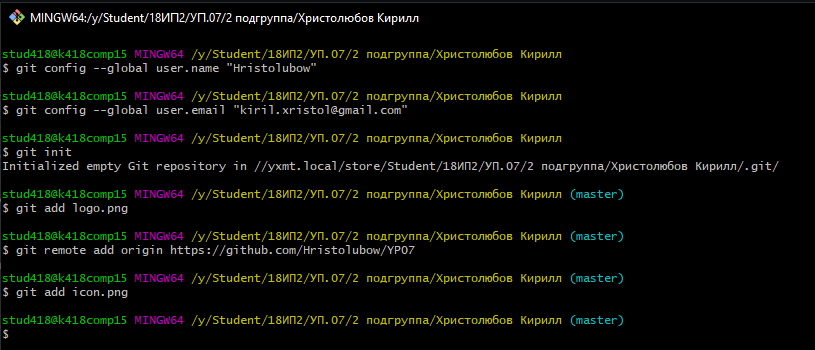 MINGW64:/y/Student/18ИП2/УП.07/2 подгруппа/Христолюбов Кирилл
stud418@k418comp15 MINGW64 /y/Student/18ИП2/УП.07/2 подгруппа/Христолюбов Кирилл
$ git config --global user.name "Hristolubow"
stud418@k418comp15 MINGW64 /y/Student/18ИП2/УП.07/2 подгруппа/Христолюбов Кирилл
$ git config --global user.email "kiril.xristol@gmail.com"
stud418@k418comp15 MINGW64 /y/Student/18ИП2/УП.07/2 подгруппа/Христолюбов Кирилл
$ git init
Initialized empty Git repository in //yxmt.local/store/Student/18ИП2/УП.07/2 подгруппа/Христолюбов Кирилл/.git/
stud418@k418comp15 MINGW64 /y/Student/18ИП2/УП.07/2 подгруппа/Христолюбов Кирилл (master)
$ git add logo.png
stud418@k418comp15 MINGW64 /y/Student/18ИП2/УП.07/2 подгруппа/Христолюбов Кирилл (master)
$ git remote add origin https://github.com/Hristolubow/YP07
stud418@k418comp15 MINGW64 /y/Student/18ИП2/УП.07/2 подгруппа/Христолюбов Кирилл (master)
$ git add icon.png
stud418@k418comp15 MINGW64 /y/Student/18ИП2/УП.07/2 подгруппа/Христолюбов Кирилл (master)
$